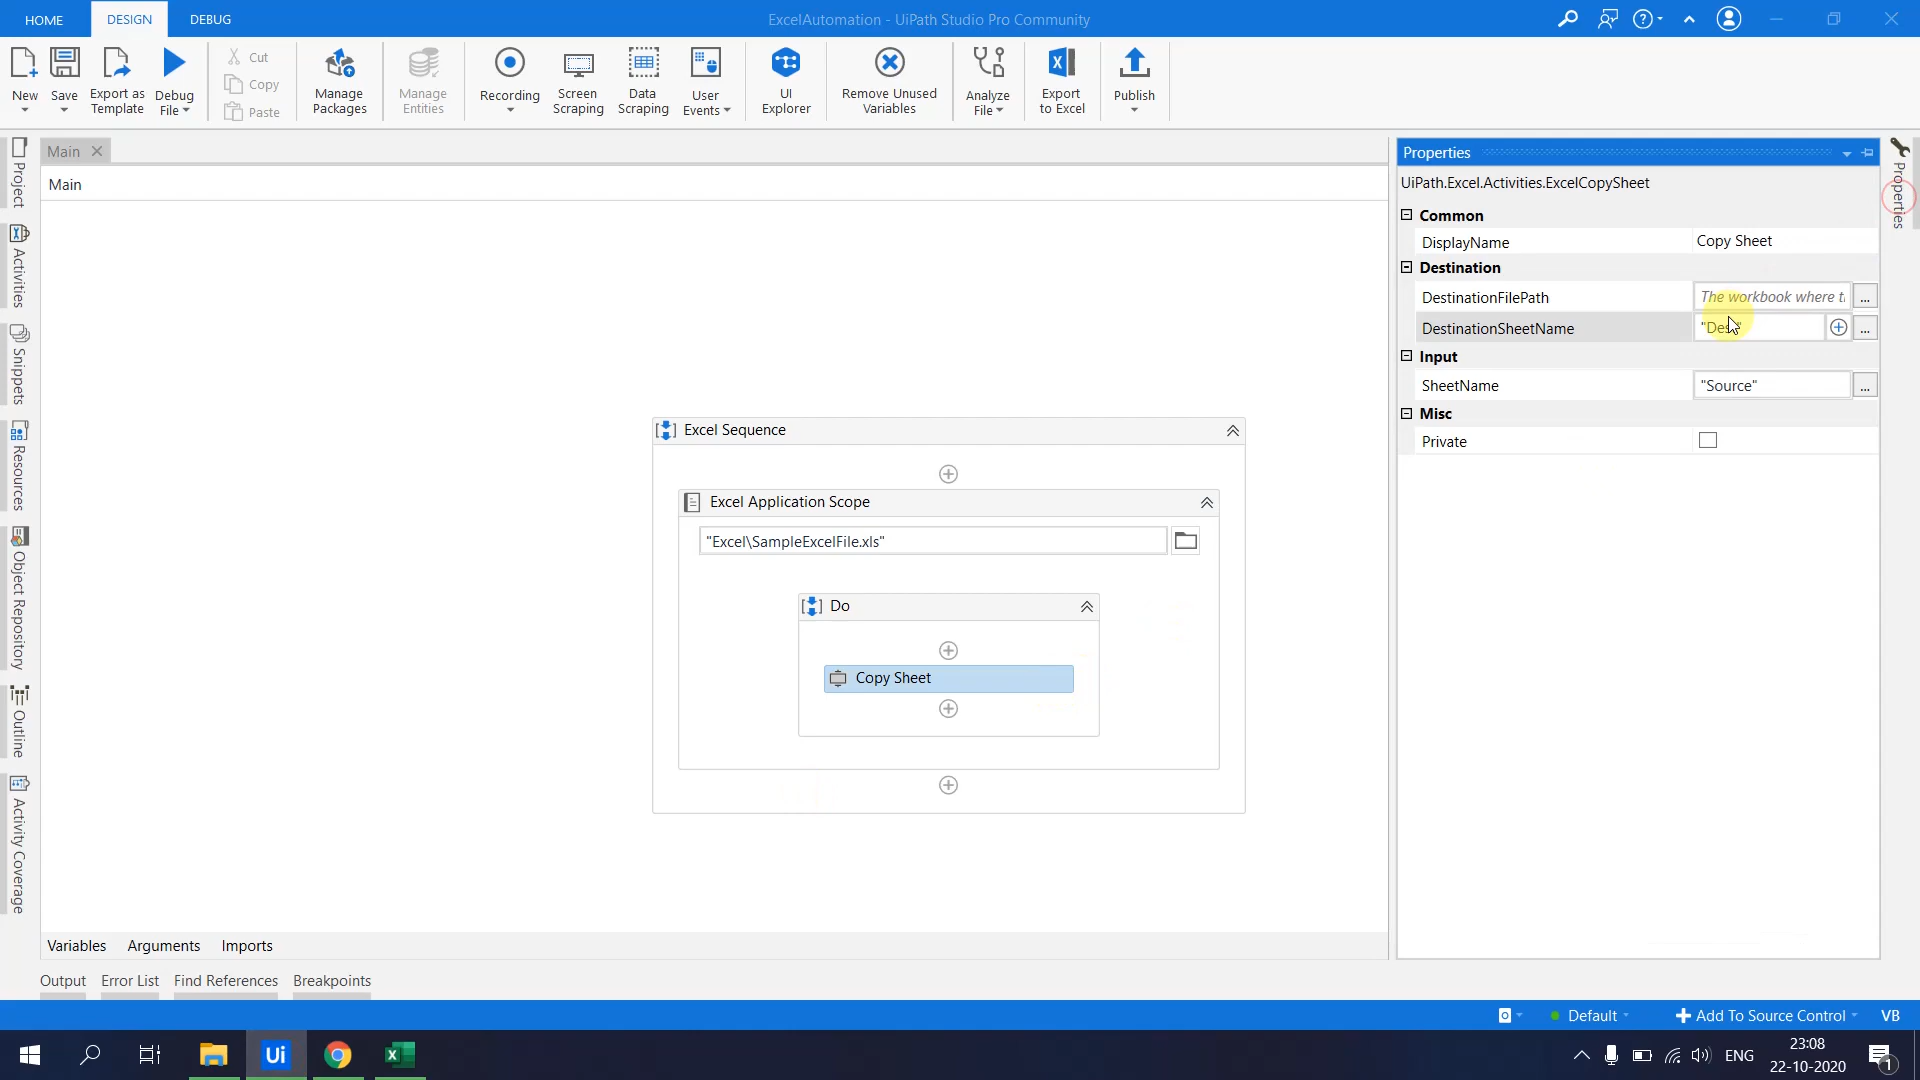 HOME DESIGN DEBUG ExcelAutomation - UiPath Studio Pro Community
New Save Export as Template Debug File
Cut
Copy
Paste
Manage Packages Manage Entities Recording Screen Scraping Data Scraping User Events UI Explorer Remove Unused Variables Analyze File Export to Excel Publish
Main
Main
Project
Activities
Snippets
Resources
Object Repository
Outline
Activity Coverage
Excel Sequence
Excel Application Scope
"Excel\SampleExcelFile.xls"
Do
Copy Sheet
Properties
UiPath.Excel.Activities.ExcelCopySheet
Common
DisplayName Copy Sheet
Destination
DestinationFilePath The workbook where t
DestinationSheetName
Input
SheetName "Source"
Misc
Private
Properties
Variables Arguments Imports
Output Error List Find References Breakpoints
Default Add To Source Control VB
Ui
ENG
23:08
22-10-2020
1